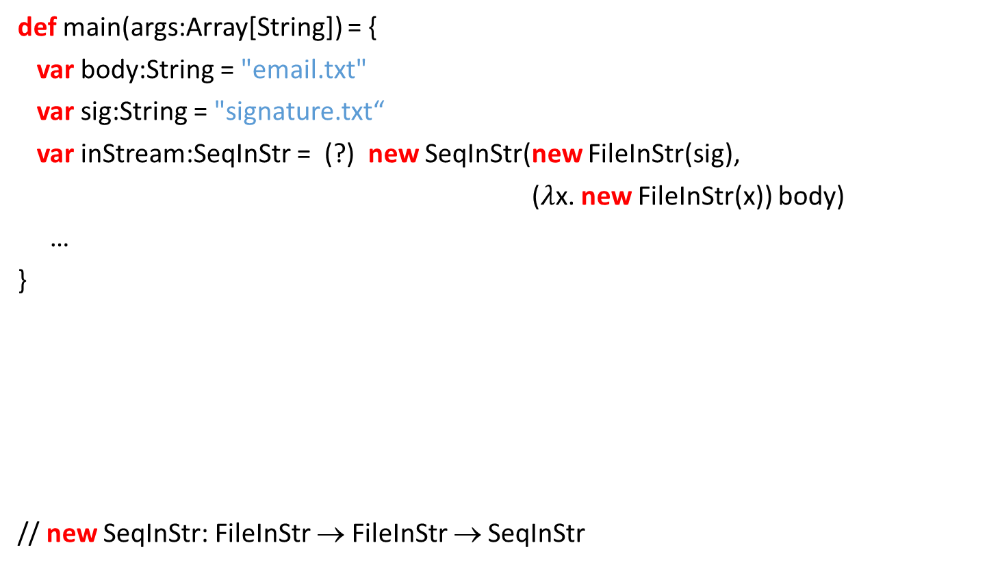 def main(args:Array[String]) = {
var body:String = "email.txt"
var sig:String = "signature.txt“
var inStream:SeqInStr = (?) new SeqInStr(new FileInStr(sig),
(𝜆x. new FileInStr(x)) body)
…
}
// new SeqInStr: FileInStr → FileInStr → SeqInStr